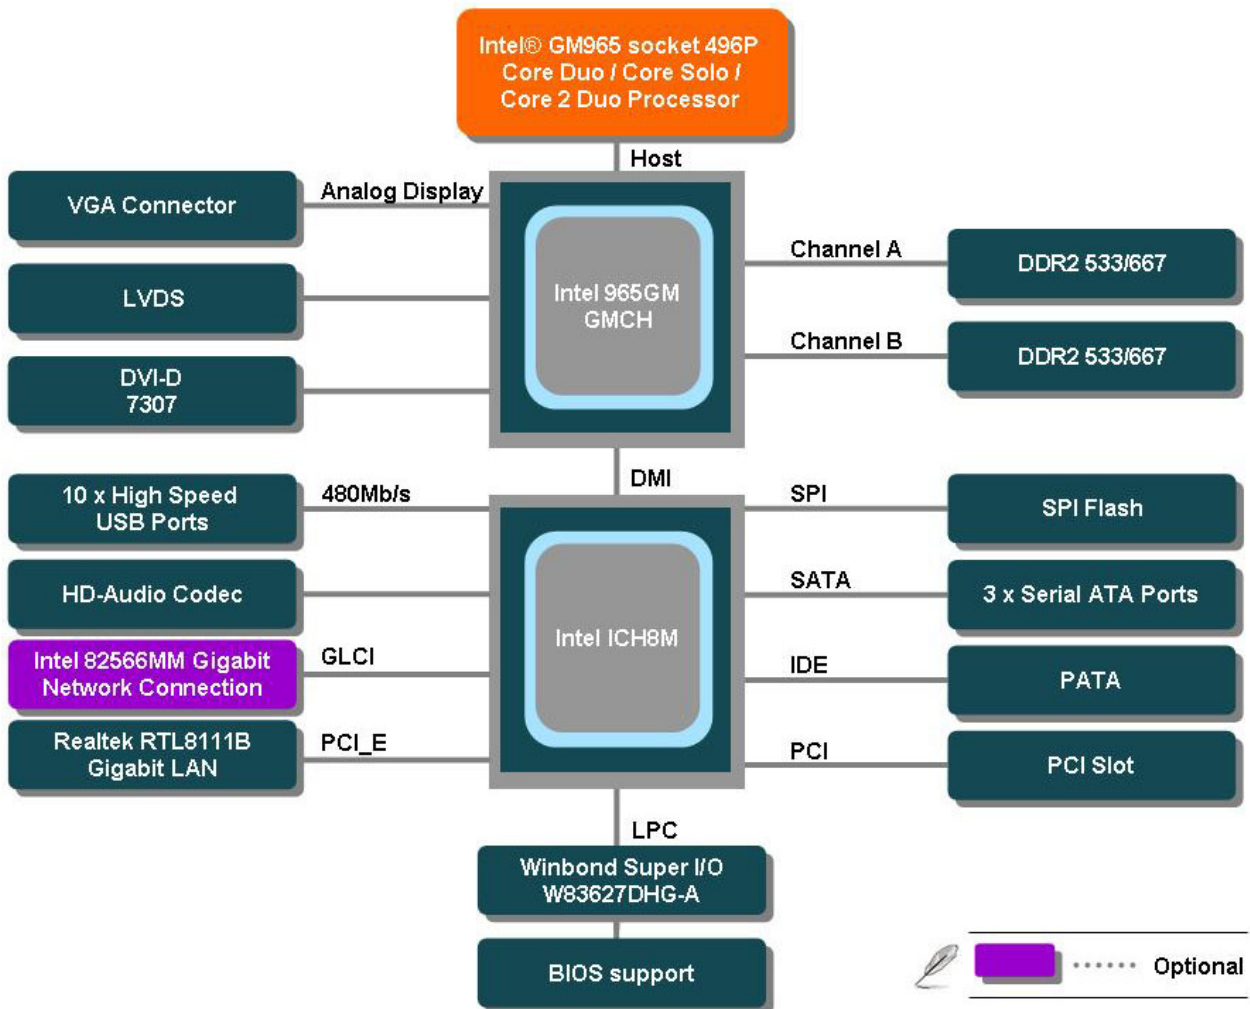 Intel® GM965 socket 496P
Core Duo / Core Solo /
Core 2 Duo Processor
Host
VGA Connector
Analog Display
LVDS
DVI-D
7307
Intel 965GM
GMCH
Channel A
DDR2 533/667
Channel B
DDR2 533/667
DMI
10 x High Speed
USB Ports
480Mb/s
HD-Audio Codec
Intel 82566MM Gigabit
Network Connection
GLCI
Realtek RTL8111B
Gigabit LAN
PCI_E
Intel ICH8M
SPI
SPI Flash
SATA
3 x Serial ATA Ports
IDE
PATA
PCI
PCI Slot
LPC
Winbond Super I/O
W83627DHG-A
BIOS support
Optional